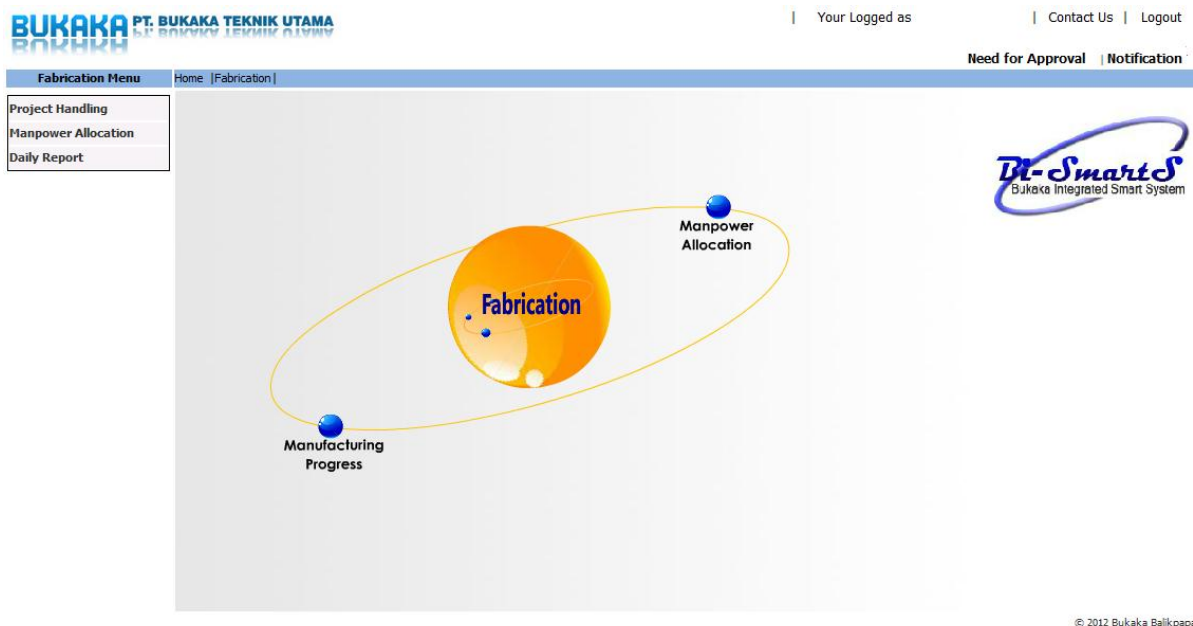 BUKAKA PT. BUKAKA TEKNIK UTAMA
| Your Logged as | Contact Us | Logout
Need for Approval | Notification
Fabrication Menu
Home |Fabrication|
Project Handling
Manpower Allocation
Daily Report
Bi-SmartS
Bukaka Integrated Smart System
Manpower
Allocation
Fabrication
Manufacturing
Progress
© 2012 Bukaka Balikpapa